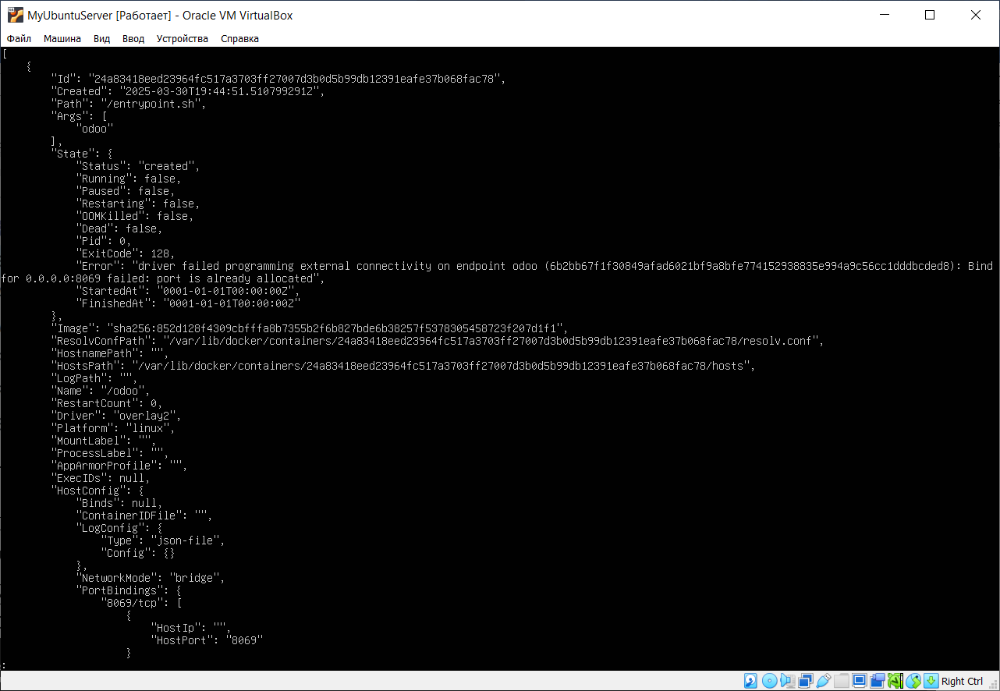 MyUbuntuServer [Работает] - Oracle VM VirtualBox
Файл Машина Вид Ввод Устройства Справка
[
    {
        "Id": "24a83418eed23964fc517a3703ff27007d3b0d5b99db12391eafe37b068fac78",
        "Created": "2025-03-30T19:44:51.510799291Z",
        "Path": "/entrypoint.sh",
        "Args": [
            "odoo"
        ],
        "State": {
            "Status": "created",
            "Running": false,
            "Paused": false,
            "Restarting": false,
            "OOMKilled": false,
            "Dead": false,
            "Pid": 0,
            "ExitCode": 128,
            "Error": "driver failed programming external connectivity on endpoint odoo (6b2bb67f1f30849afad6021bf9a8bfe774152938835e994a9c56cc1dddbcded8): Bind
for 0.0.0.0:8069 failed: port is already allocated",
            "StartedAt": "0001-01-01T00:00:00Z",
            "FinishedAt": "0001-01-01T00:00:00Z"
        },
        "Image": "sha256:852d128f4309cbfffa8b7355b2f6b827bde6b38257f5378305458723f207d1f1",
        "ResolvConfPath": "/var/lib/docker/containers/24a83418eed23964fc517a3703ff27007d3b0d5b99db12391eafe37b068fac78/resolv.conf",
        "HostnamePath": "",
        "HostsPath": "/var/lib/docker/containers/24a83418eed23964fc517a3703ff27007d3b0d5b99db12391eafe37b068fac78/hosts",
        "LogPath": "",
        "Name": "/odoo",
        "RestartCount": 0,
        "Driver": "overlay2",
        "Platform": "linux",
        "MountLabel": "",
        "ProcessLabel": "",
        "AppArmorProfile": "",
        "ExecIDs": null,
        "HostConfig": {
            "Binds": null,
            "ContainerIDFile": "",
            "LogConfig": {
                "Type": "json-file",
                "Config": {}
            },
            "NetworkMode": "bridge",
            "PortBindings": {
                "8069/tcp": [
                    {
                        "HostIp": "",
                        "HostPort": "8069"
                    }
:
Right Ctrl